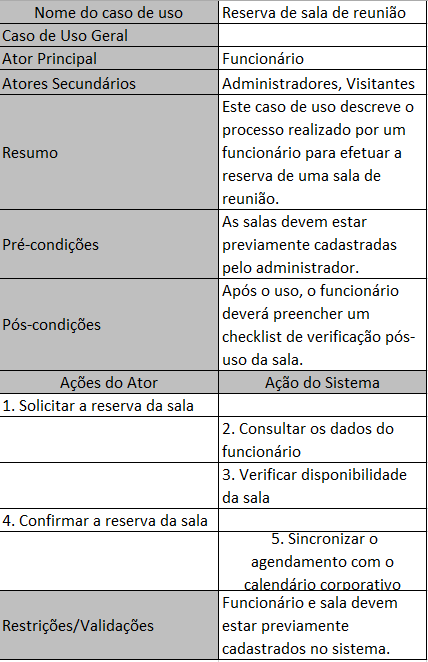 Nome do caso de uso
Reserva de sala de reunião
Caso de Uso Geral
Ator Principal
Funcionário
Atores Secundários
Administradores, Visitantes
Resumo
Este caso de uso descreve o
processo realizado por um
funcionário para efetuar a
reserva de uma sala de
reunião.
Pré-condições
As salas devem estar
previamente cadastradas
pelo administrador.
Pós-condições
Após o uso, o funcionário
deverá preencher um
checklist de verificação pós-
uso da sala.
Ações do Ator
Ação do Sistema
1. Solicitar a reserva da sala
2. Consultar os dados do
funcionário
3. Verificar disponibilidade
da sala
4. Confirmar a reserva da sala
5. Sincronizar o
agendamento com o
calendário corporativo
Restrições/Validações
Funcionário e sala devem
estar previamente
cadastrados no sistema.